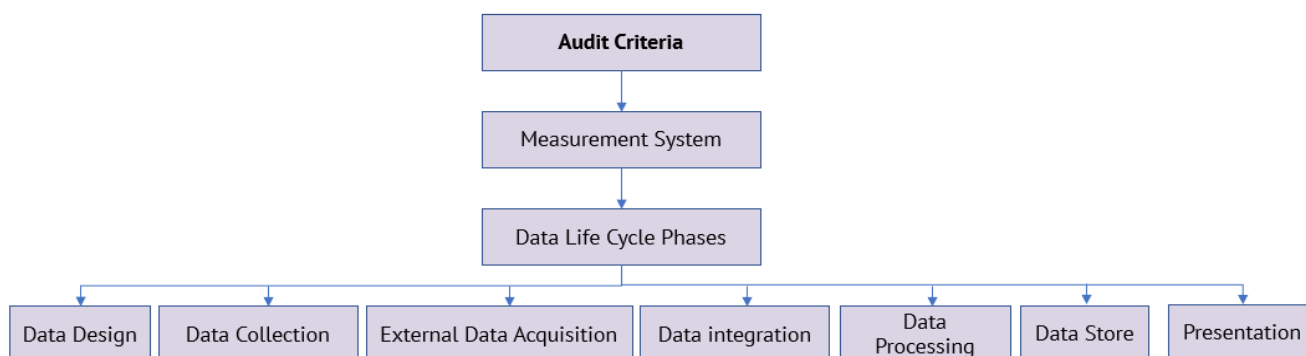 Audit Criteria
Measurement System
Data Life Cycle Phases
Data Design
Data Collection
External Data Acquisition
Data integration
Data
Processing
Data Store
Presentation